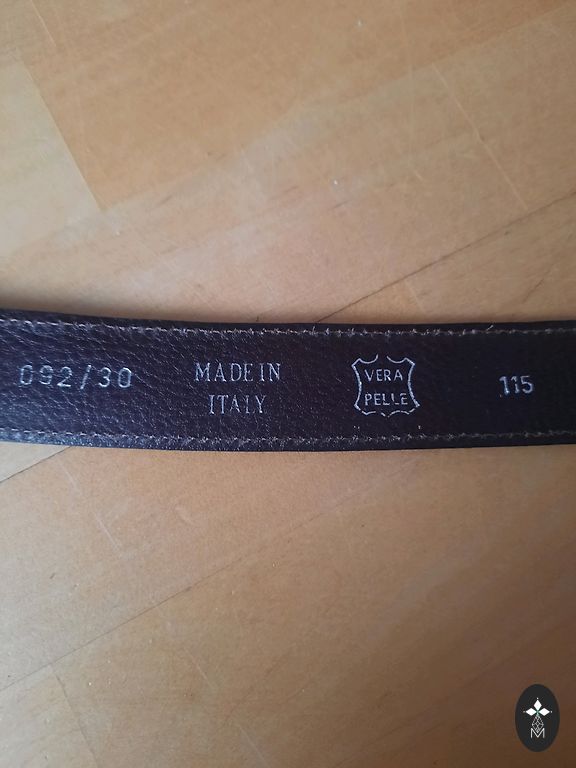 092/30
MADE IN
ITALY
VERA
PELLE
115